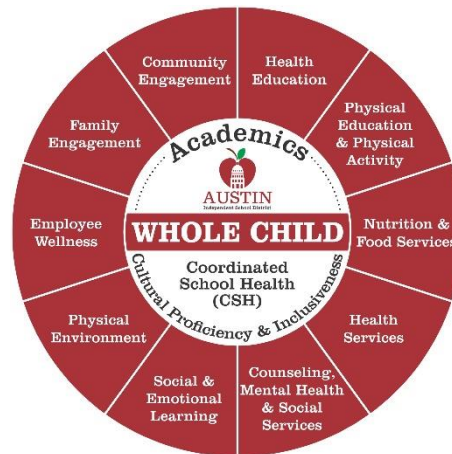 Community
Engagement
Health
Education
Physical
Education
& Physical
Activity
Nutrition &
Food Services
Health
Services
Counseling,
Mental Health
& Social
Services
Social &
Emotional
Learning
Physical
Environment
Employee
Wellness
Family
Engagement
Academics
AUSTIN
Independent School District
WHOLE CHILD
Coordinated
School Health
(CSH)
Cultural Proficiency & Inclusiveness